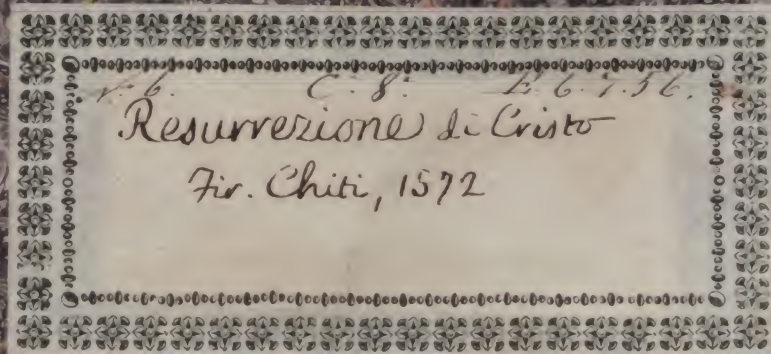 C. 8. E. 6. 7. 56.
Resurrezione di Cristo
Fir. Chiti, 1572